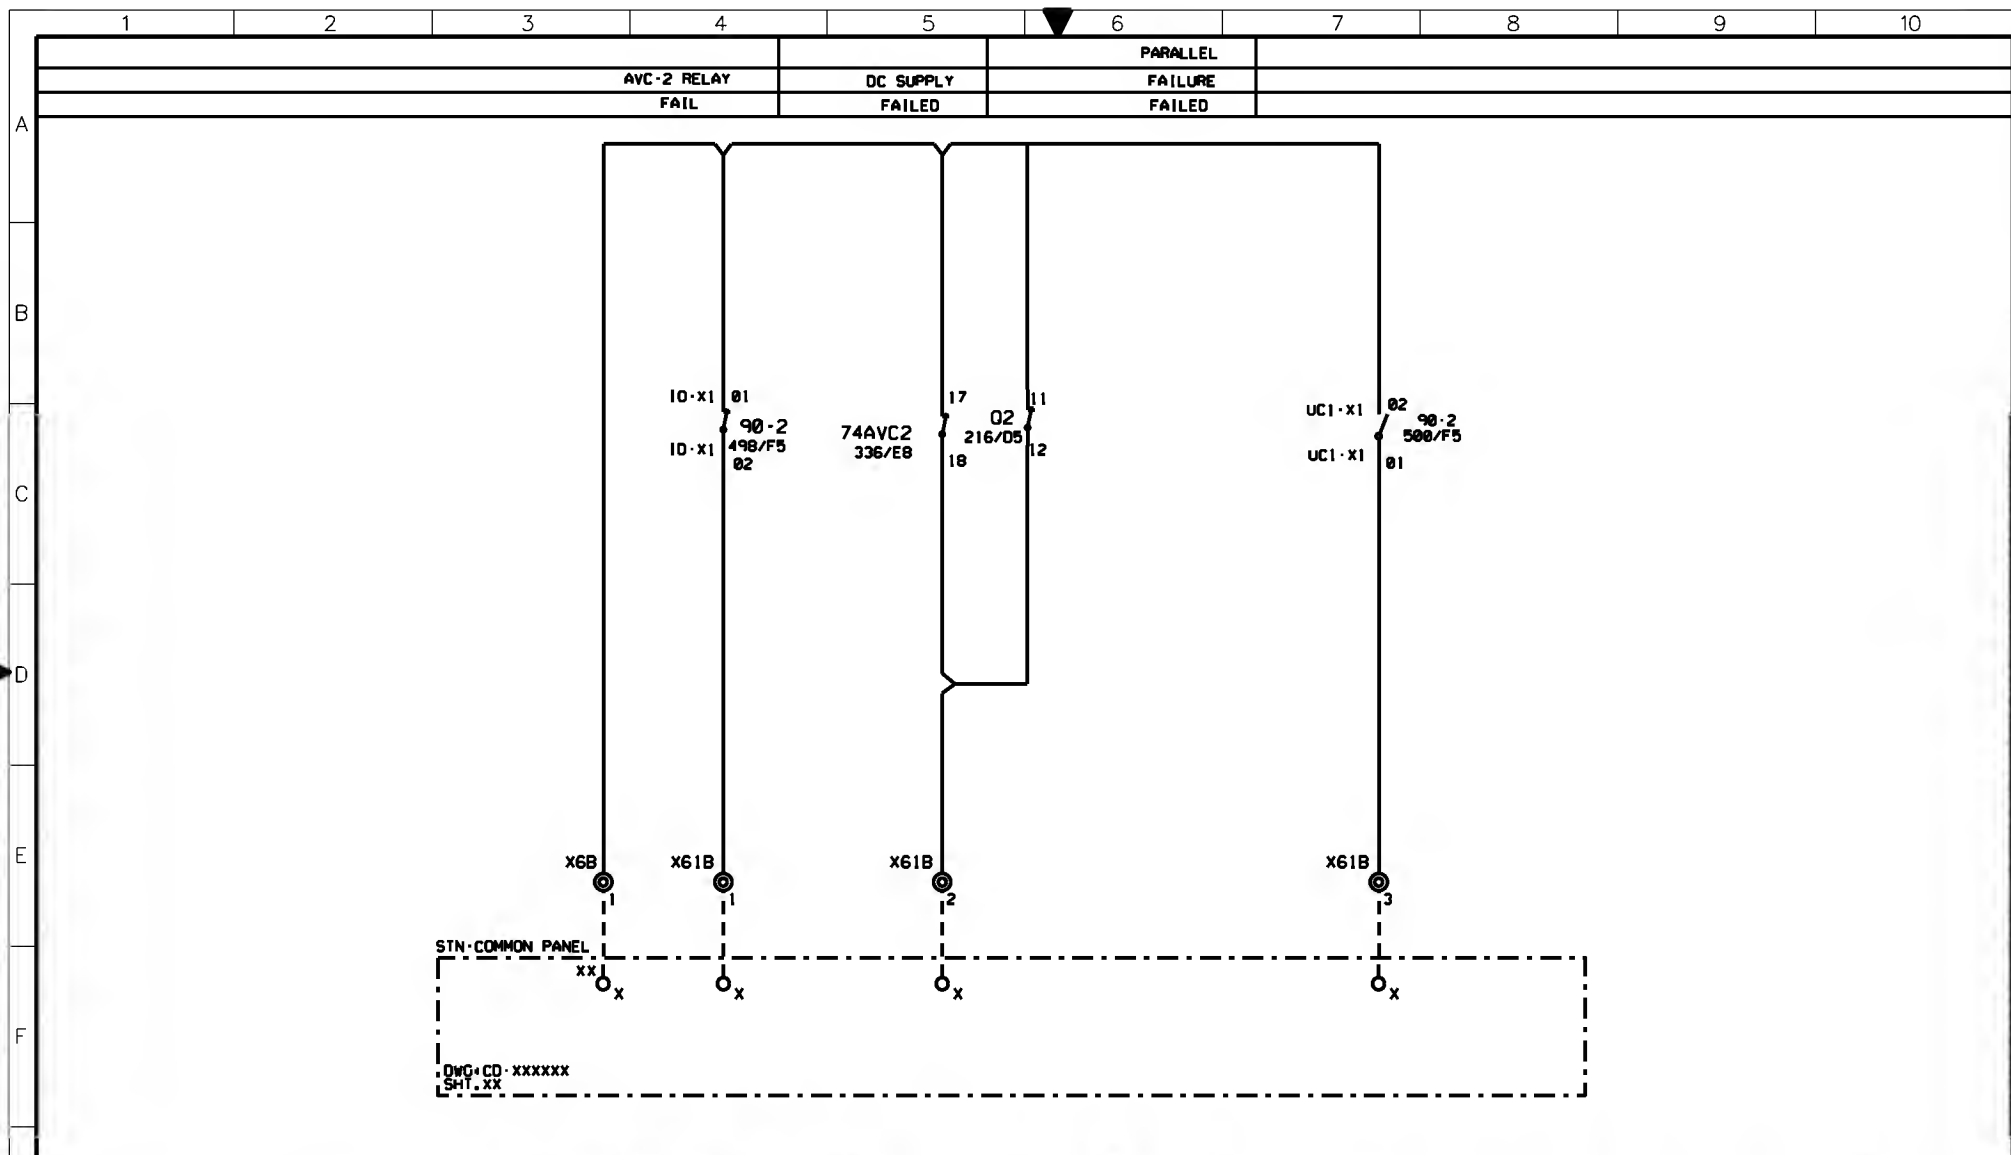 1 2 3 4 5 6 7 8 9 10
PARALLEL
AVC-2 RELAY DC SUPPLY FAILURE
FAIL FAILED FAILED
A
B
IO-X1 01
90-2
498/F5
IO-X1
02
17
74AVC2
336/E8
18
11
Q2
216/D5
12
UC1-X1 02
90-2
500/F5
UC1-X1 01
C
D
E
X6B X61B X61B X61B
1 1 2 3
STN-COMMON PANEL
XX
X X X X
F
DWG:CD-XXXXXX
SHT.XX